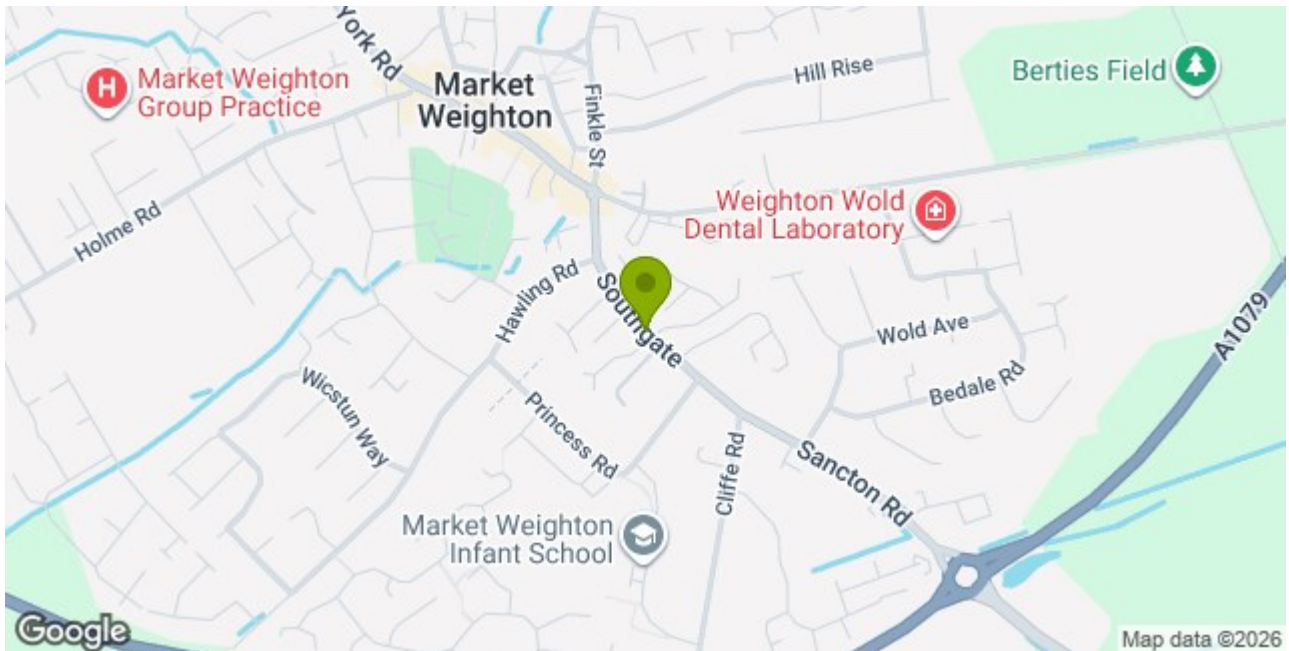 York Rd
Market Weighton
Group Practice
Market
Weighton
Finkle St
Hill Rise
Berties Field
Holme Rd
Weighton Wold
Dental Laboratory
Hawling Rd
Southgate
Wold Ave
A1079
Wicstun Way
Bedale Rd
Princess Rd
Cliffe Rd
Sancton Rd
Market Weighton
Infant School
H
Google
Map data ©2026